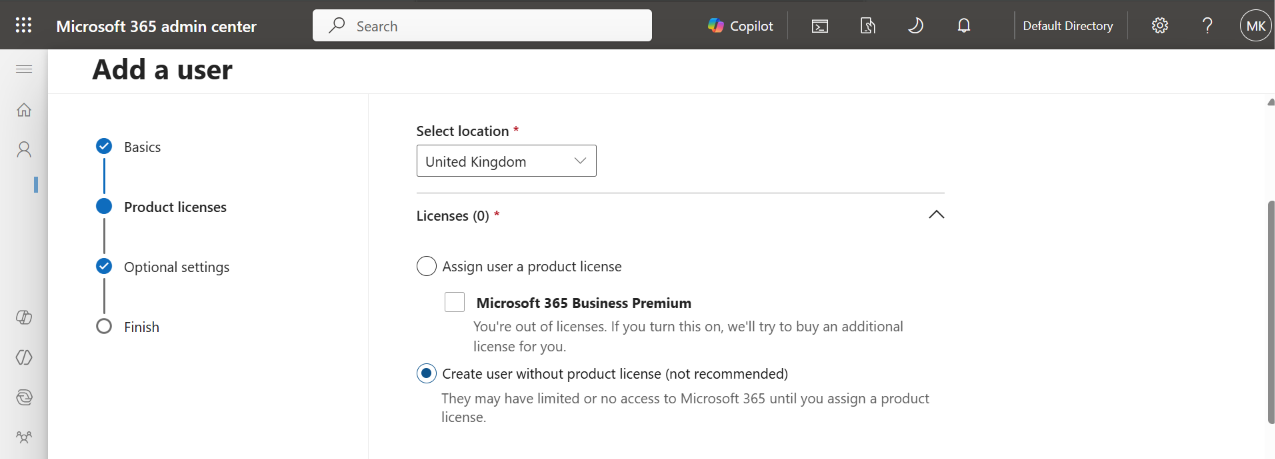 Microsoft 365 admin center
Search
Copilot
Default Directory
?
MK
Add a user
Basics
Product licenses
Optional settings
Finish
Select location *
United Kingdom
Licenses (0) *
Assign user a product license
Microsoft 365 Business Premium
You're out of licenses. If you turn this on, we'll try to buy an additional
license for you.
Create user without product license (not recommended)
They may have limited or no access to Microsoft 365 until you assign a product
license.